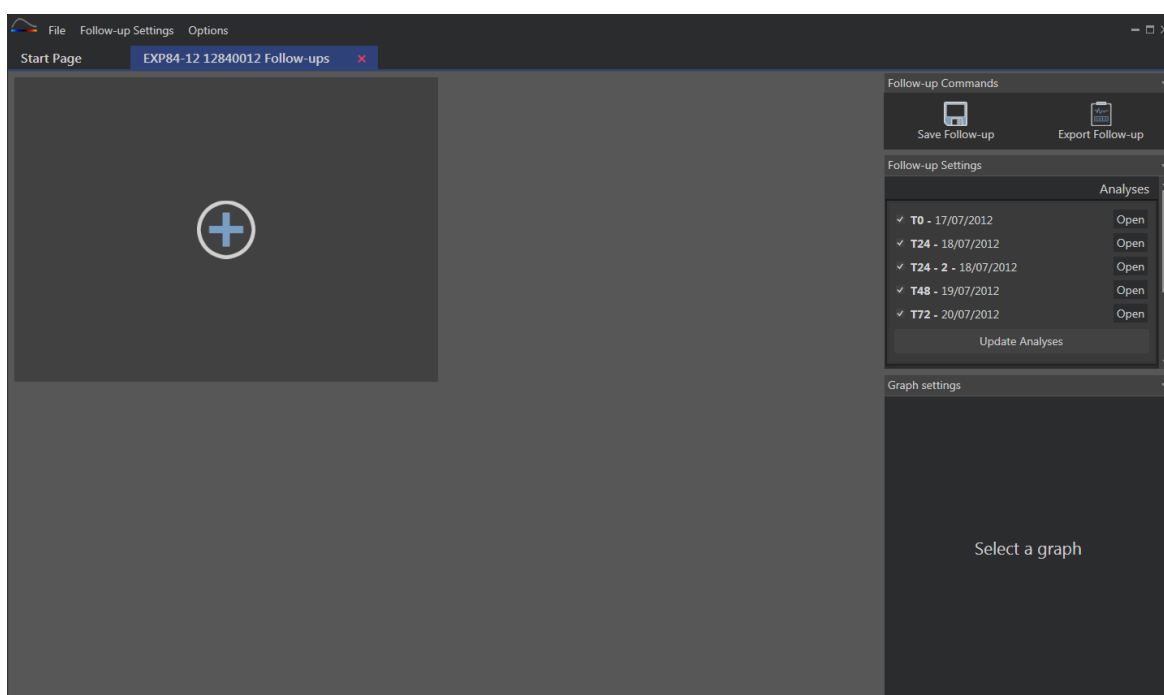 File Follow-up Settings Options
Start Page EXP84-12 12840012 Follow-ups
Follow-up Commands
Save Follow-up Export Follow-up
Follow-up Settings
Analyses
T0 - 17/07/2012 Open
T24 - 18/07/2012 Open
T24 - 2 - 18/07/2012 Open
T48 - 19/07/2012 Open
T72 - 20/07/2012 Open
Update Analyses
Graph settings
Select a graph